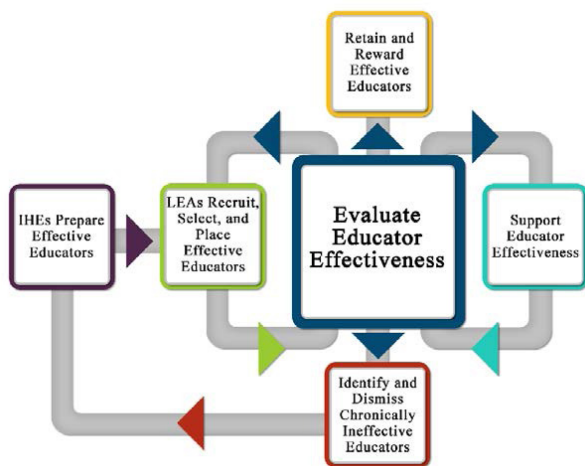 Retain and
Reward
Effective
Educators
IHEs Prepare
Effective
Educators
LEAs Recruit,
Select, and
Place
Effective
Educators
Evaluate
Educator
Effectiveness
Support
Educator
Effectiveness
Identify and
Dismiss
Chronically
Ineffective
Educators